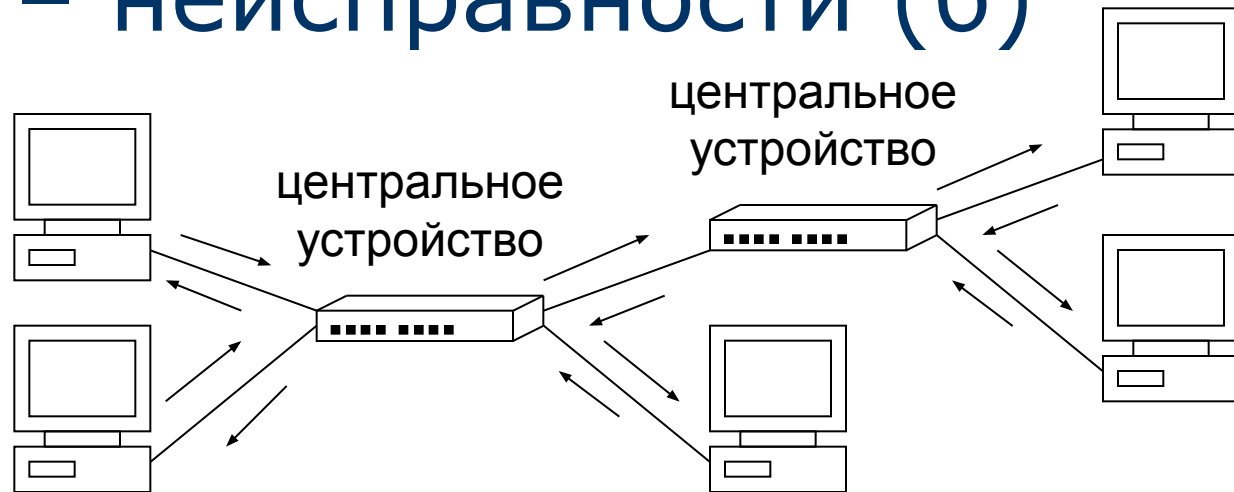 – неисправности (6)
центральное
устройство
центральное
устройство